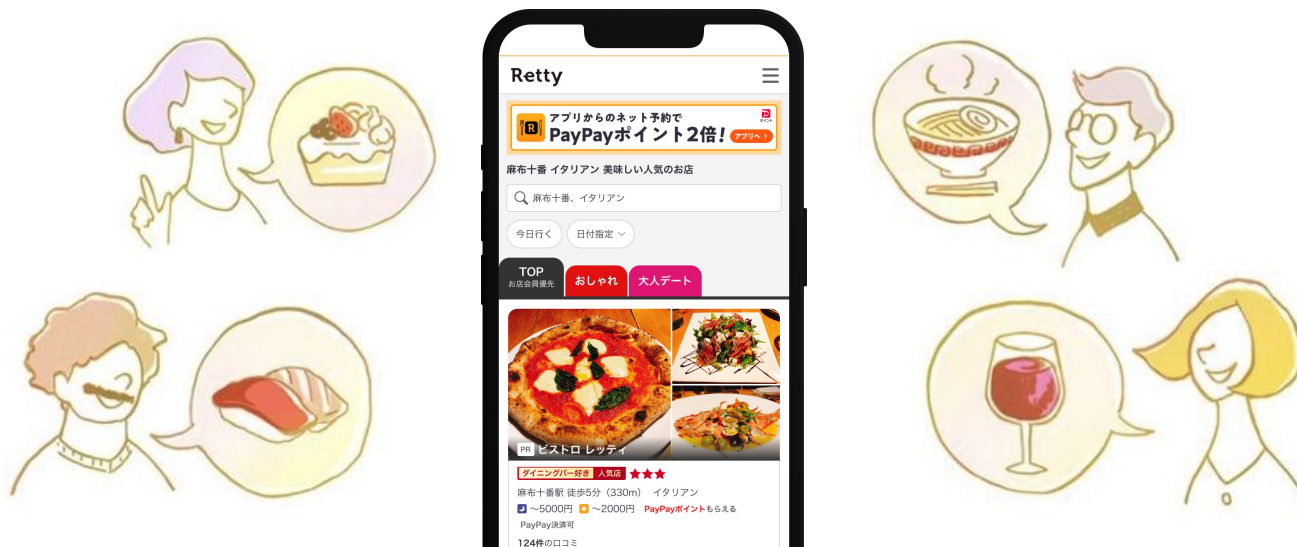 Retty
アプリからのネット予約で
PayPayポイント2倍!
ポイント
アプリへ
麻布十番 イタリアン 美味しい人気のお店
麻布十番、イタリアン
今日行く
日付指定
TOP
お店会員優先
おしゃれ
大人デート
PR ビストロ レッティ
ダイニングバー好き 人気店 ★★★
麻布十番駅 徒歩5分（330m） イタリアン
～5000円 ～2000円 PayPayポイントもらえる
PayPay決済可
124件の口コミ